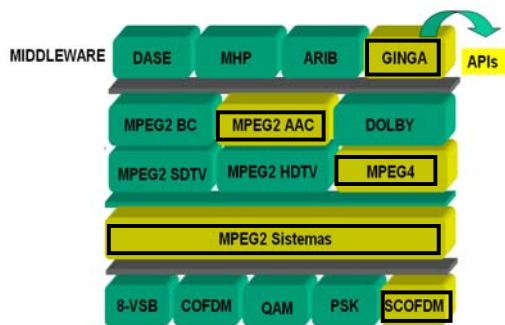 MIDDLEWARE DASE MHP ARIB GINGA APIs
MPEG2 BC MPEG2 AAC DOLBY
MPEG2 SDTV MPEG2 HDTV MPEG4
MPEG2 Sistemas
8-VSB COFDM QAM PSK SCOFDM